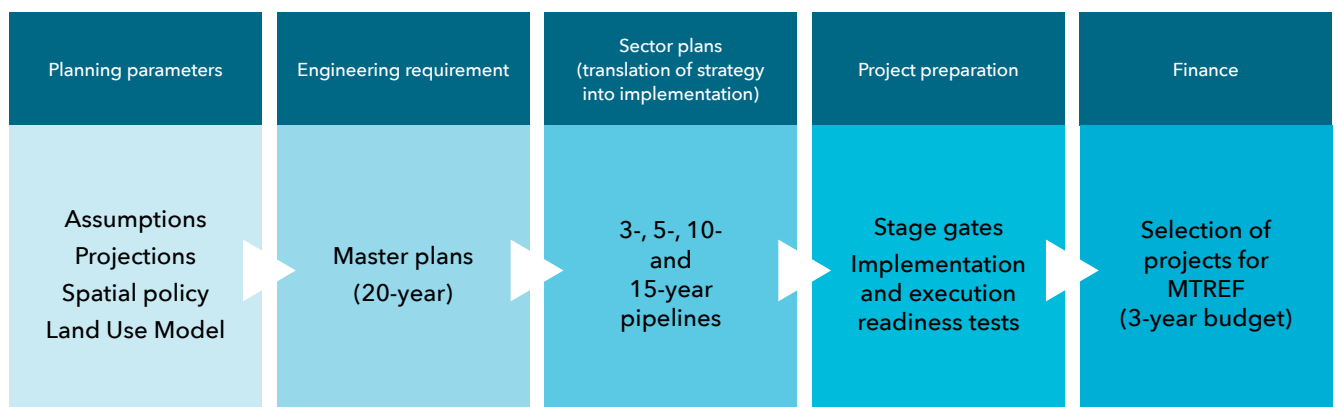 Planning parameters
Assumptions
Projections
Spatial policy
Land Use Model
Engineering requirement
Master plans
(20-year)
Sector plans
(translation of strategy
into implementation)
3-, 5-, 10-
and
15-year
pipelines
Project preparation
Stage gates
Implementation
and execution
readiness tests
Finance
Selection of
projects for
MTREF
(3-year budget)